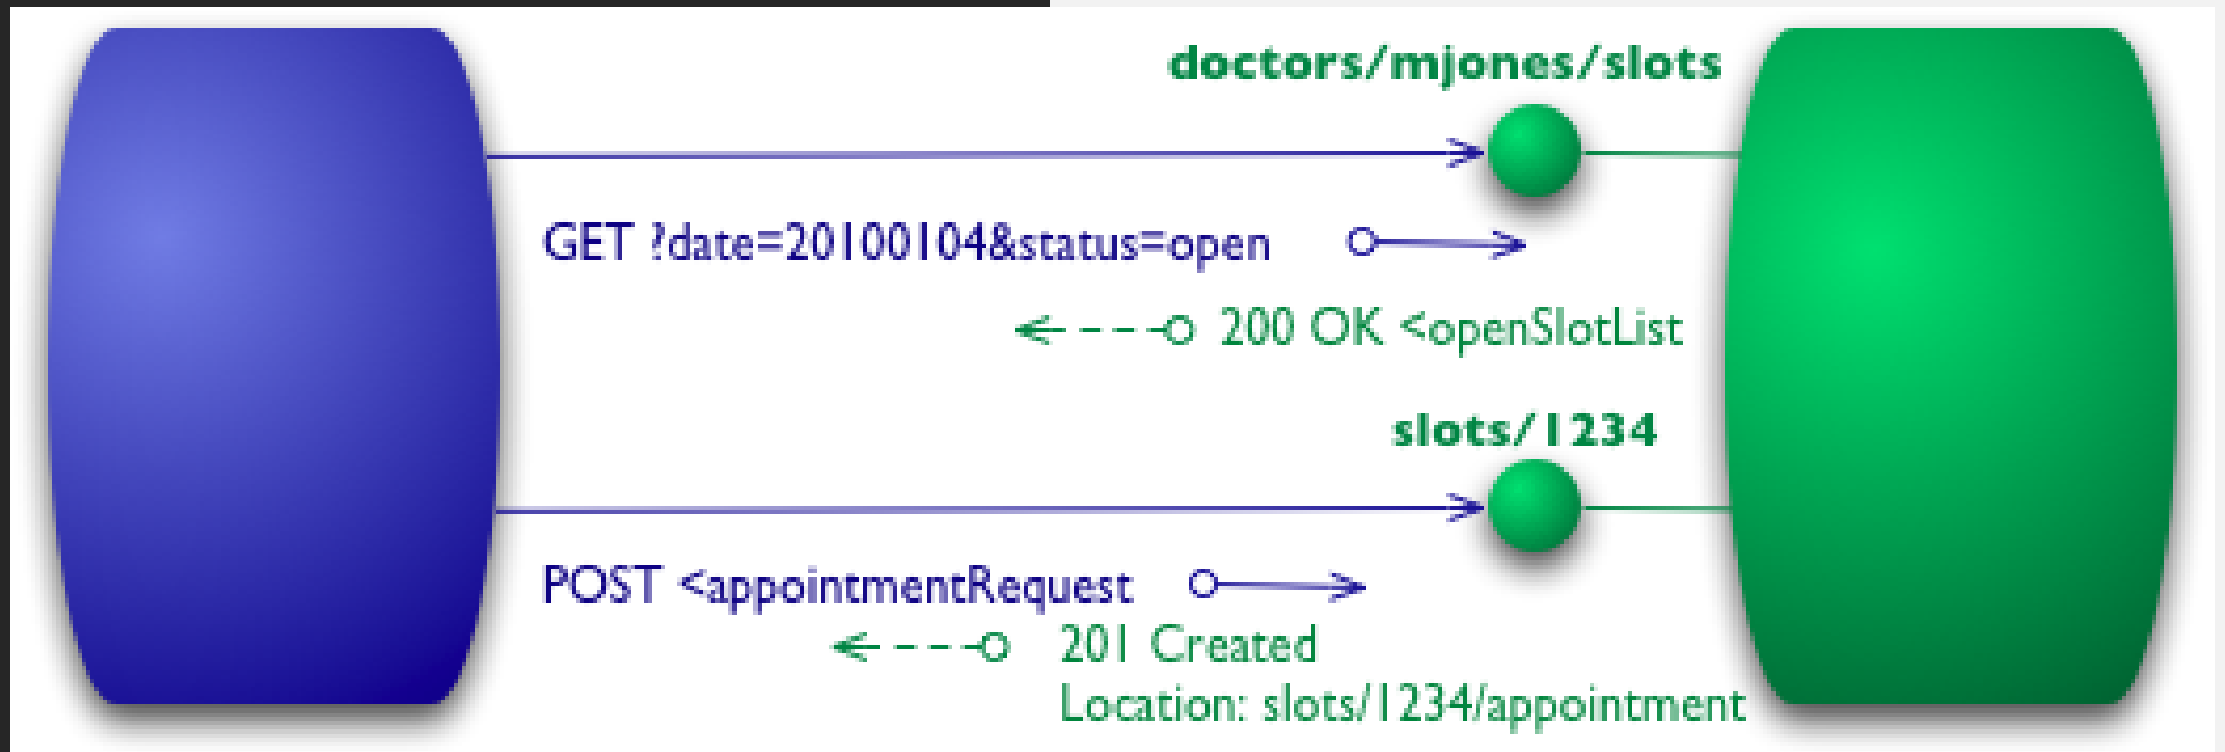 doctors/mjones/slots
GET ?date=20100104&status=open
200 OK <openSlotList
slots/1234
POST <appointmentRequest
201 Created
Location: slots/1234/appointment